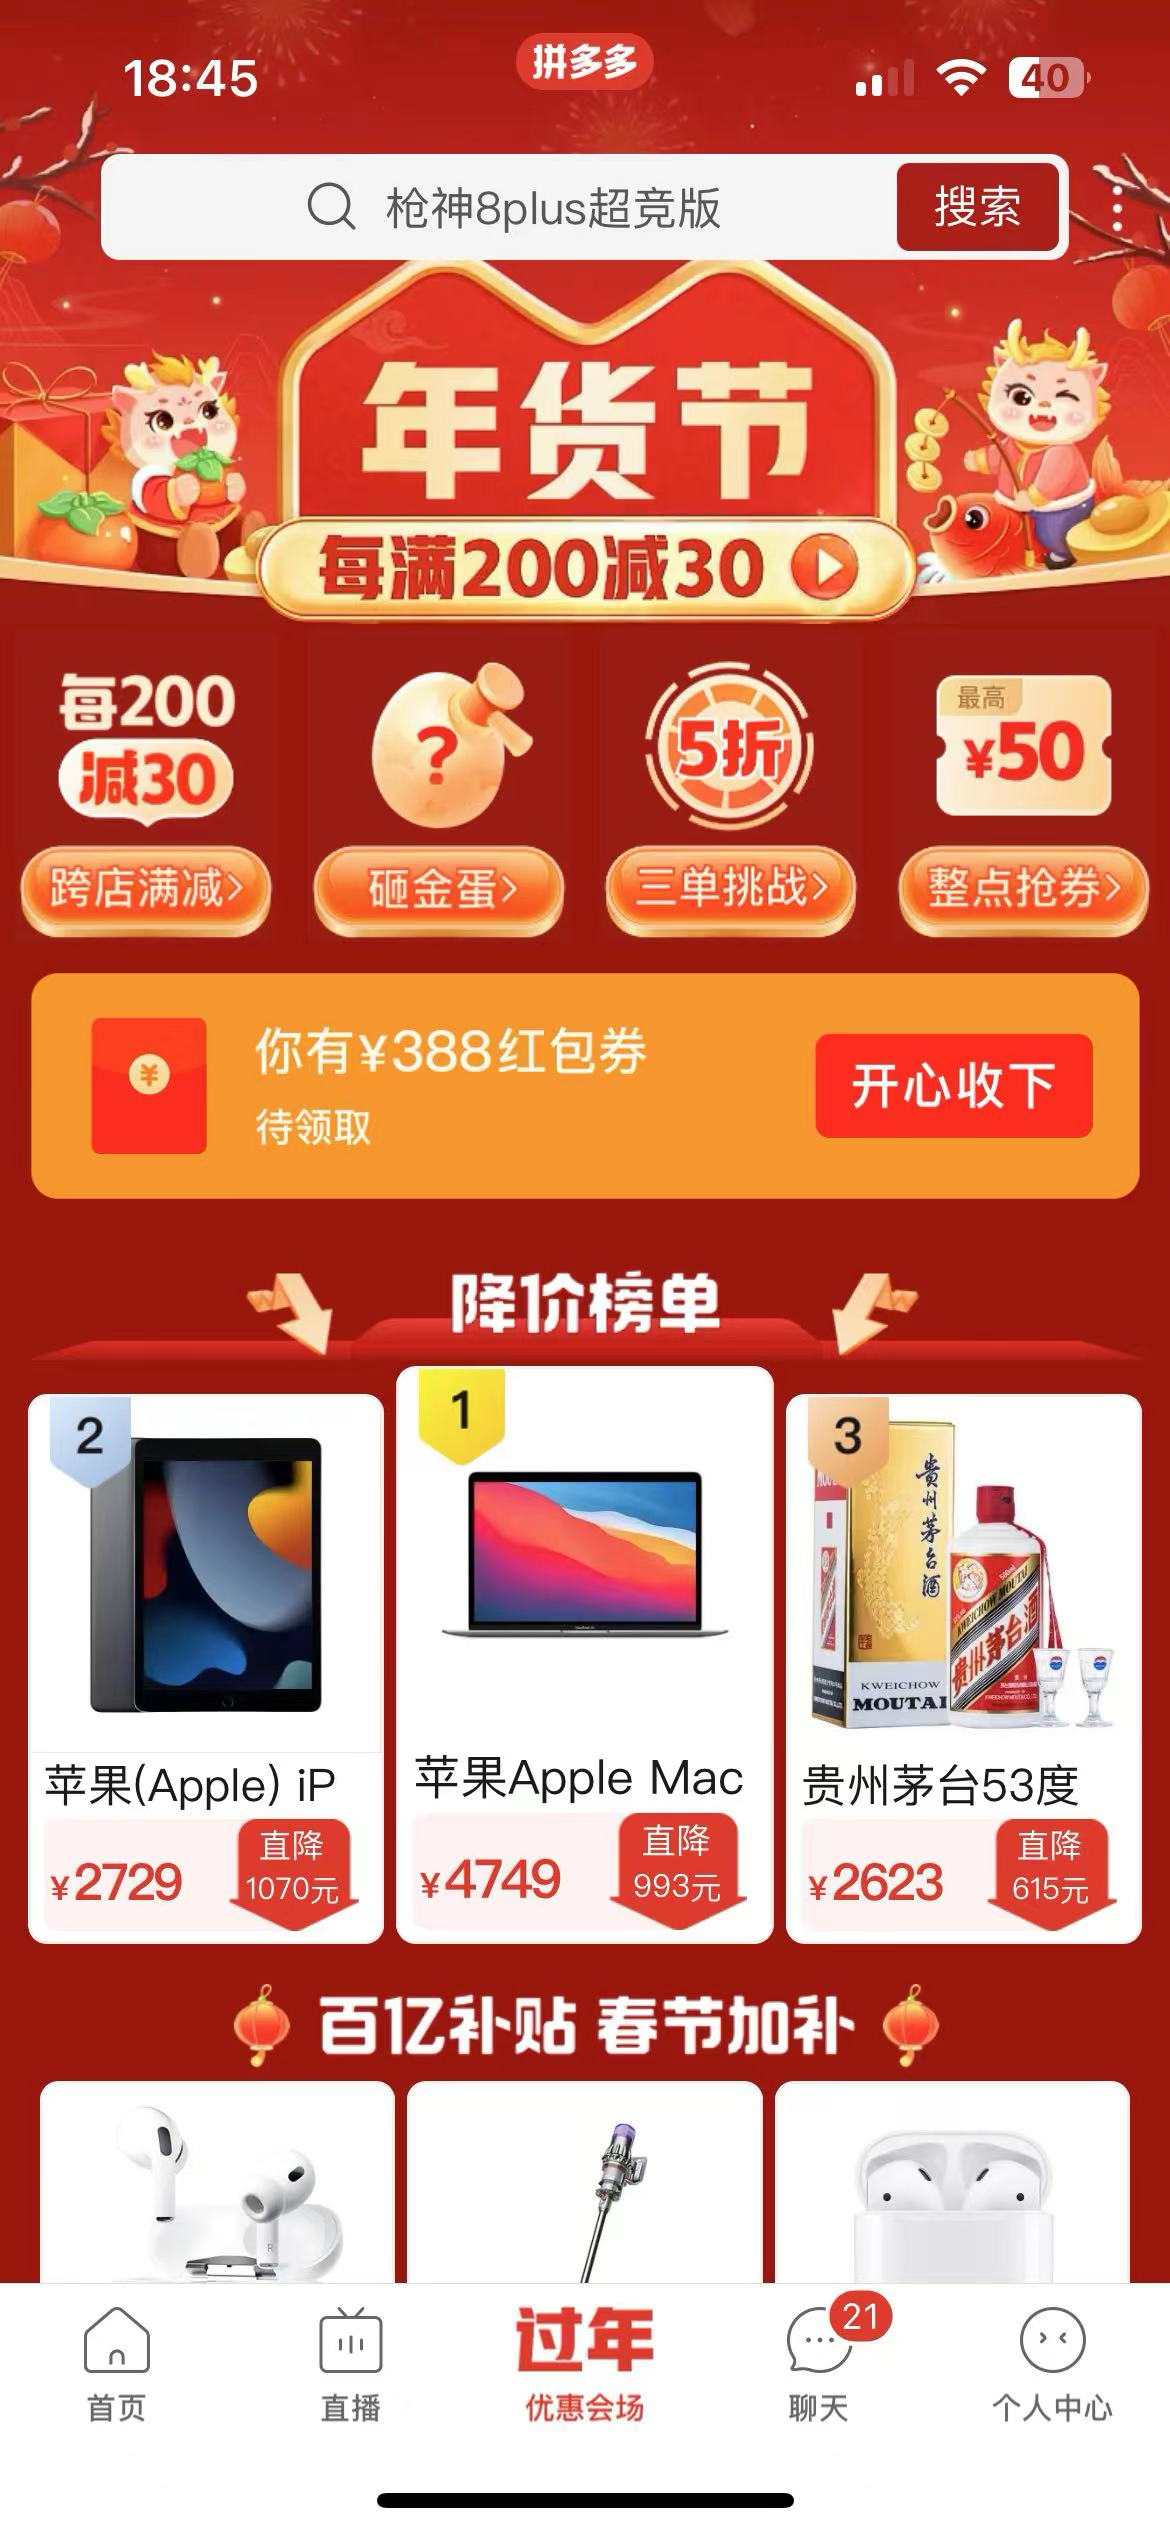 18:45
拼多多
40
枪神8plus超竞版
搜索
年货节
每满200减30
每200
减30
?
5折
最高
¥50
跨店满减>
砸金蛋>
三单挑战>
整点抢券>
¥
你有¥388红包券
待领取
开心收下
降价榜单
2
1
3
贵州茅台酒
KWEICHOW
MOUTAI
KWEICHOW MOUTAI
贵州茅台酒
苹果(Apple) iP
苹果Apple Mac
贵州茅台53度
¥2729
直降
1070元
¥4749
直降
993元
¥2623
直降
615元
百亿补贴 春节加补
R
过年
21
首页
直播
优惠会场
聊天
个人中心